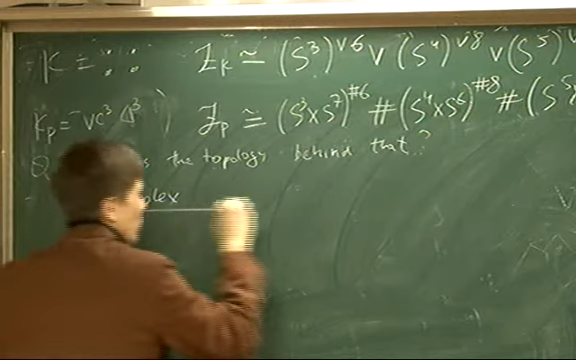 K = :: Z_K ≅ (S³)^{∨6} ∨ (S⁴)^{∨8} ∨ (S⁵)^∨
K_P = vc³ Δ³ Z_P ≅ (S³×S⁷)^{#6} # (S⁴×S⁶)^{#8} # (S⁵
Q the topology behind that?
plex